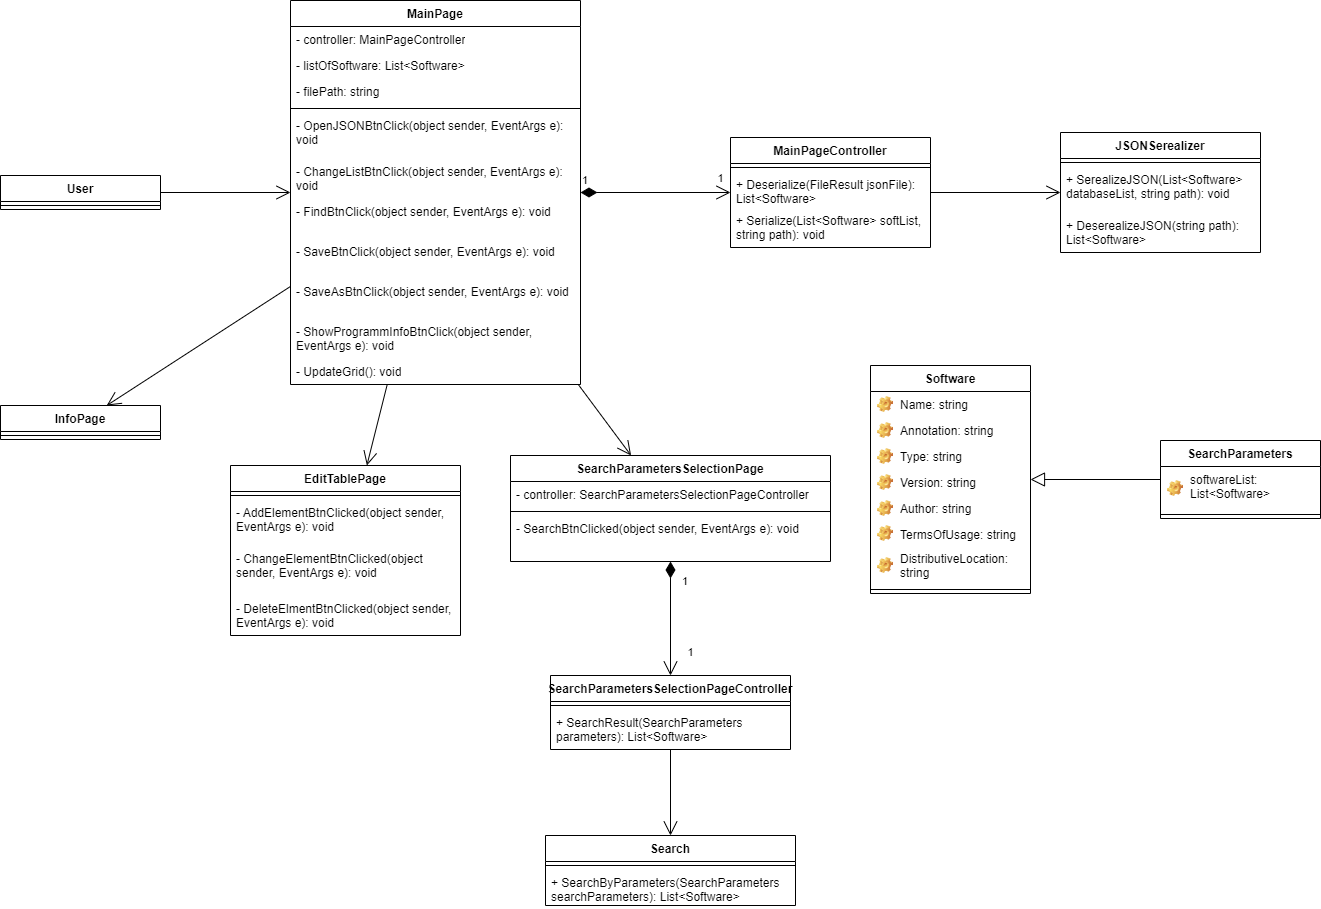 MainPage
- controller: MainPageController
- listOfSoftware: List<Software>
- filePath: string
- OpenJSONBtnClick(object sender, EventArgs e):
void
- ChangeListBtnClick(object sender, EventArgs e):
void
- FindBtnClick(object sender, EventArgs e): void
- SaveBtnClick(object sender, EventArgs e): void
- SaveAsBtnClick(object sender, EventArgs e): void
- ShowProgrammInfoBtnClick(object sender,
EventArgs e): void
- UpdateGrid(): void
User
1
1
MainPageController
+ Deserialize(FileResult jsonFile):
List<Software>
+ Serialize(List<Software> softList,
string path): void
JSONSerealizer
+ SerealizeJSON(List<Software>
databaseList, string path): void
+ DeserealizeJSON(string path):
List<Software>
InfoPage
EditTablePage
- AddElementBtnClicked(object sender,
EventArgs e): void
- ChangeElementBtnClicked(object
sender, EventArgs e): void
- DeleteElmentBtnClicked(object sender,
EventArgs e): void
SearchParametersSelectionPage
- controller: SearchParametersSelectionPageController
- SearchBtnClicked(object sender, EventArgs e): void
1
1
Software
Name: string
Annotation: string
Type: string
Version: string
Author: string
TermsOfUsage: string
DistributiveLocation:
string
SearchParameters
softwareList:
List<Software>
SearchParametersSelectionPageController
+ SearchResult(SearchParameters
parameters): List<Software>
Search
+ SearchByParameters(SearchParameters
searchParameters): List<Software>